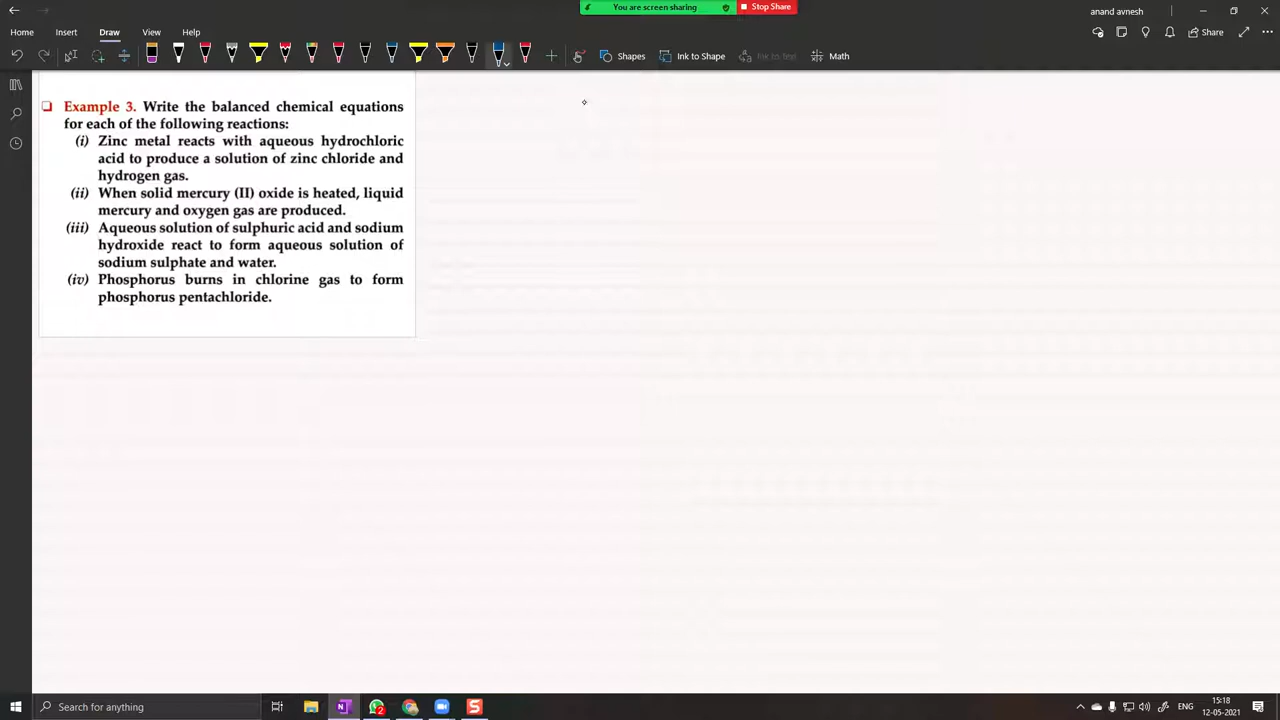 You are screen sharing
Stop Share
anand avnesh
Home
Insert
Draw
View
Help
Share
Shapes
Ink to Shape
Ink to text
Math
Example 3. Write the balanced chemical equations
for each of the following reactions:
(i) Zinc metal reacts with aqueous hydrochloric
acid to produce a solution of zinc chloride and
hydrogen gas.
(ii) When solid mercury (II) oxide is heated, liquid
mercury and oxygen gas are produced.
(iii) Aqueous solution of sulphuric acid and sodium
hydroxide react to form aqueous solution of
sodium sulphate and water.
(iv) Phosphorus burns in chlorine gas to form
phosphorus pentachloride.
Search for anything
N
2
S
ENG
15:18
12-05-2021